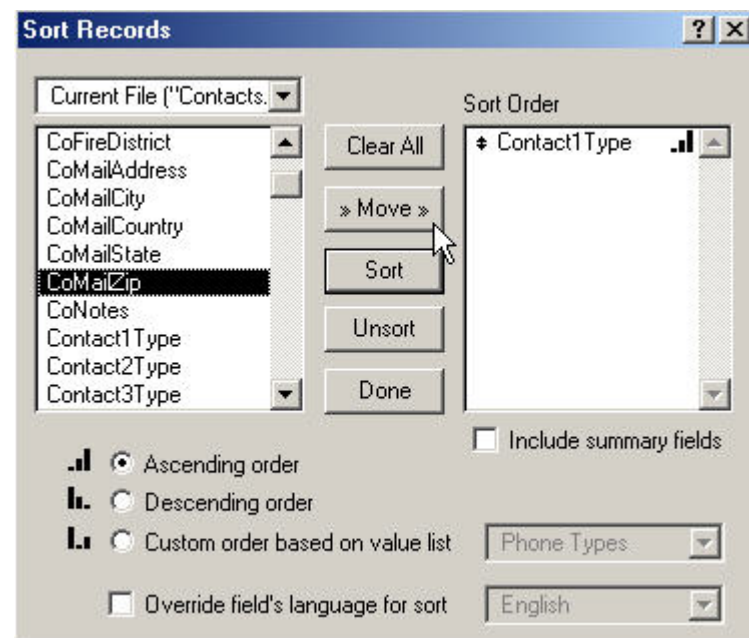 Sort Records
Current File ("Contacts.
Sort Order
CoFireDistrict
CoMailAddress
CoMailCity
CoMailCountry
CoMailState
CoMailZip
CoNotes
Contact1Type
Contact2Type
Contact3Type
Clear All
» Move »
Sort
Unsort
Done
Contact1Type
Include summary fields
Ascending order
Descending order
Custom order based on value list
Phone Types
Override field's language for sort
English